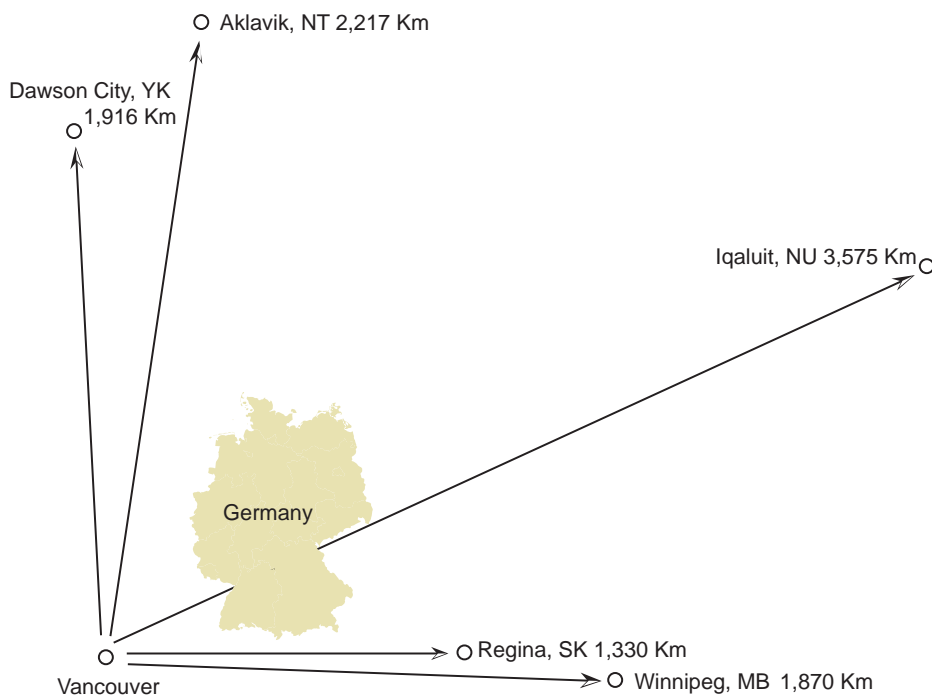 Aklavik, NT 2,217 Km
Dawson City, YK
1,916 Km
Iqaluit, NU 3,575 Km
Germany
Regina, SK 1,330 Km
Winnipeg, MB 1,870 Km
Vancouver